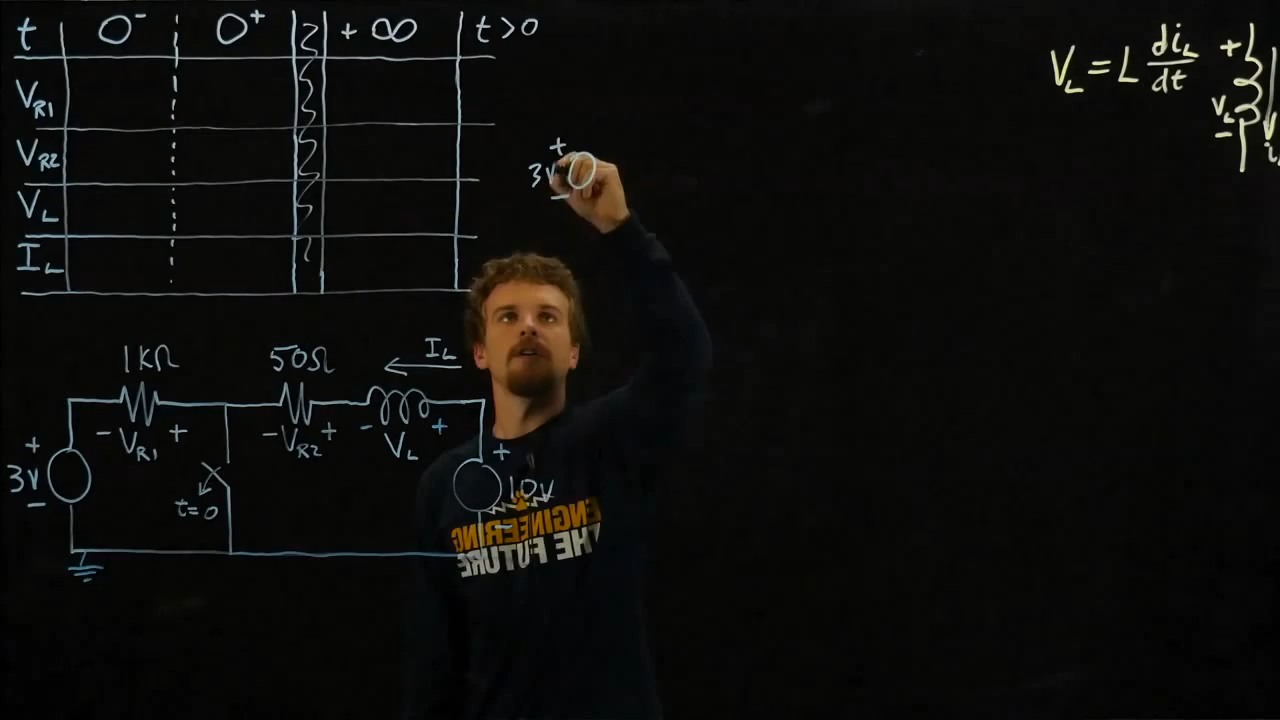 t 0⁻ 0⁺ + ∞ t > 0
V_R1
V_R2
V_L
I_L
V_L = L di_L/dt
+
V_L
−
i_L
+
3V
−
1kΩ 50Ω I_L
− V_R1 + − V_R2 + − V_L +
+
3V
−
t=0
+
10V
−
ENGINEERING
THE FUTURE